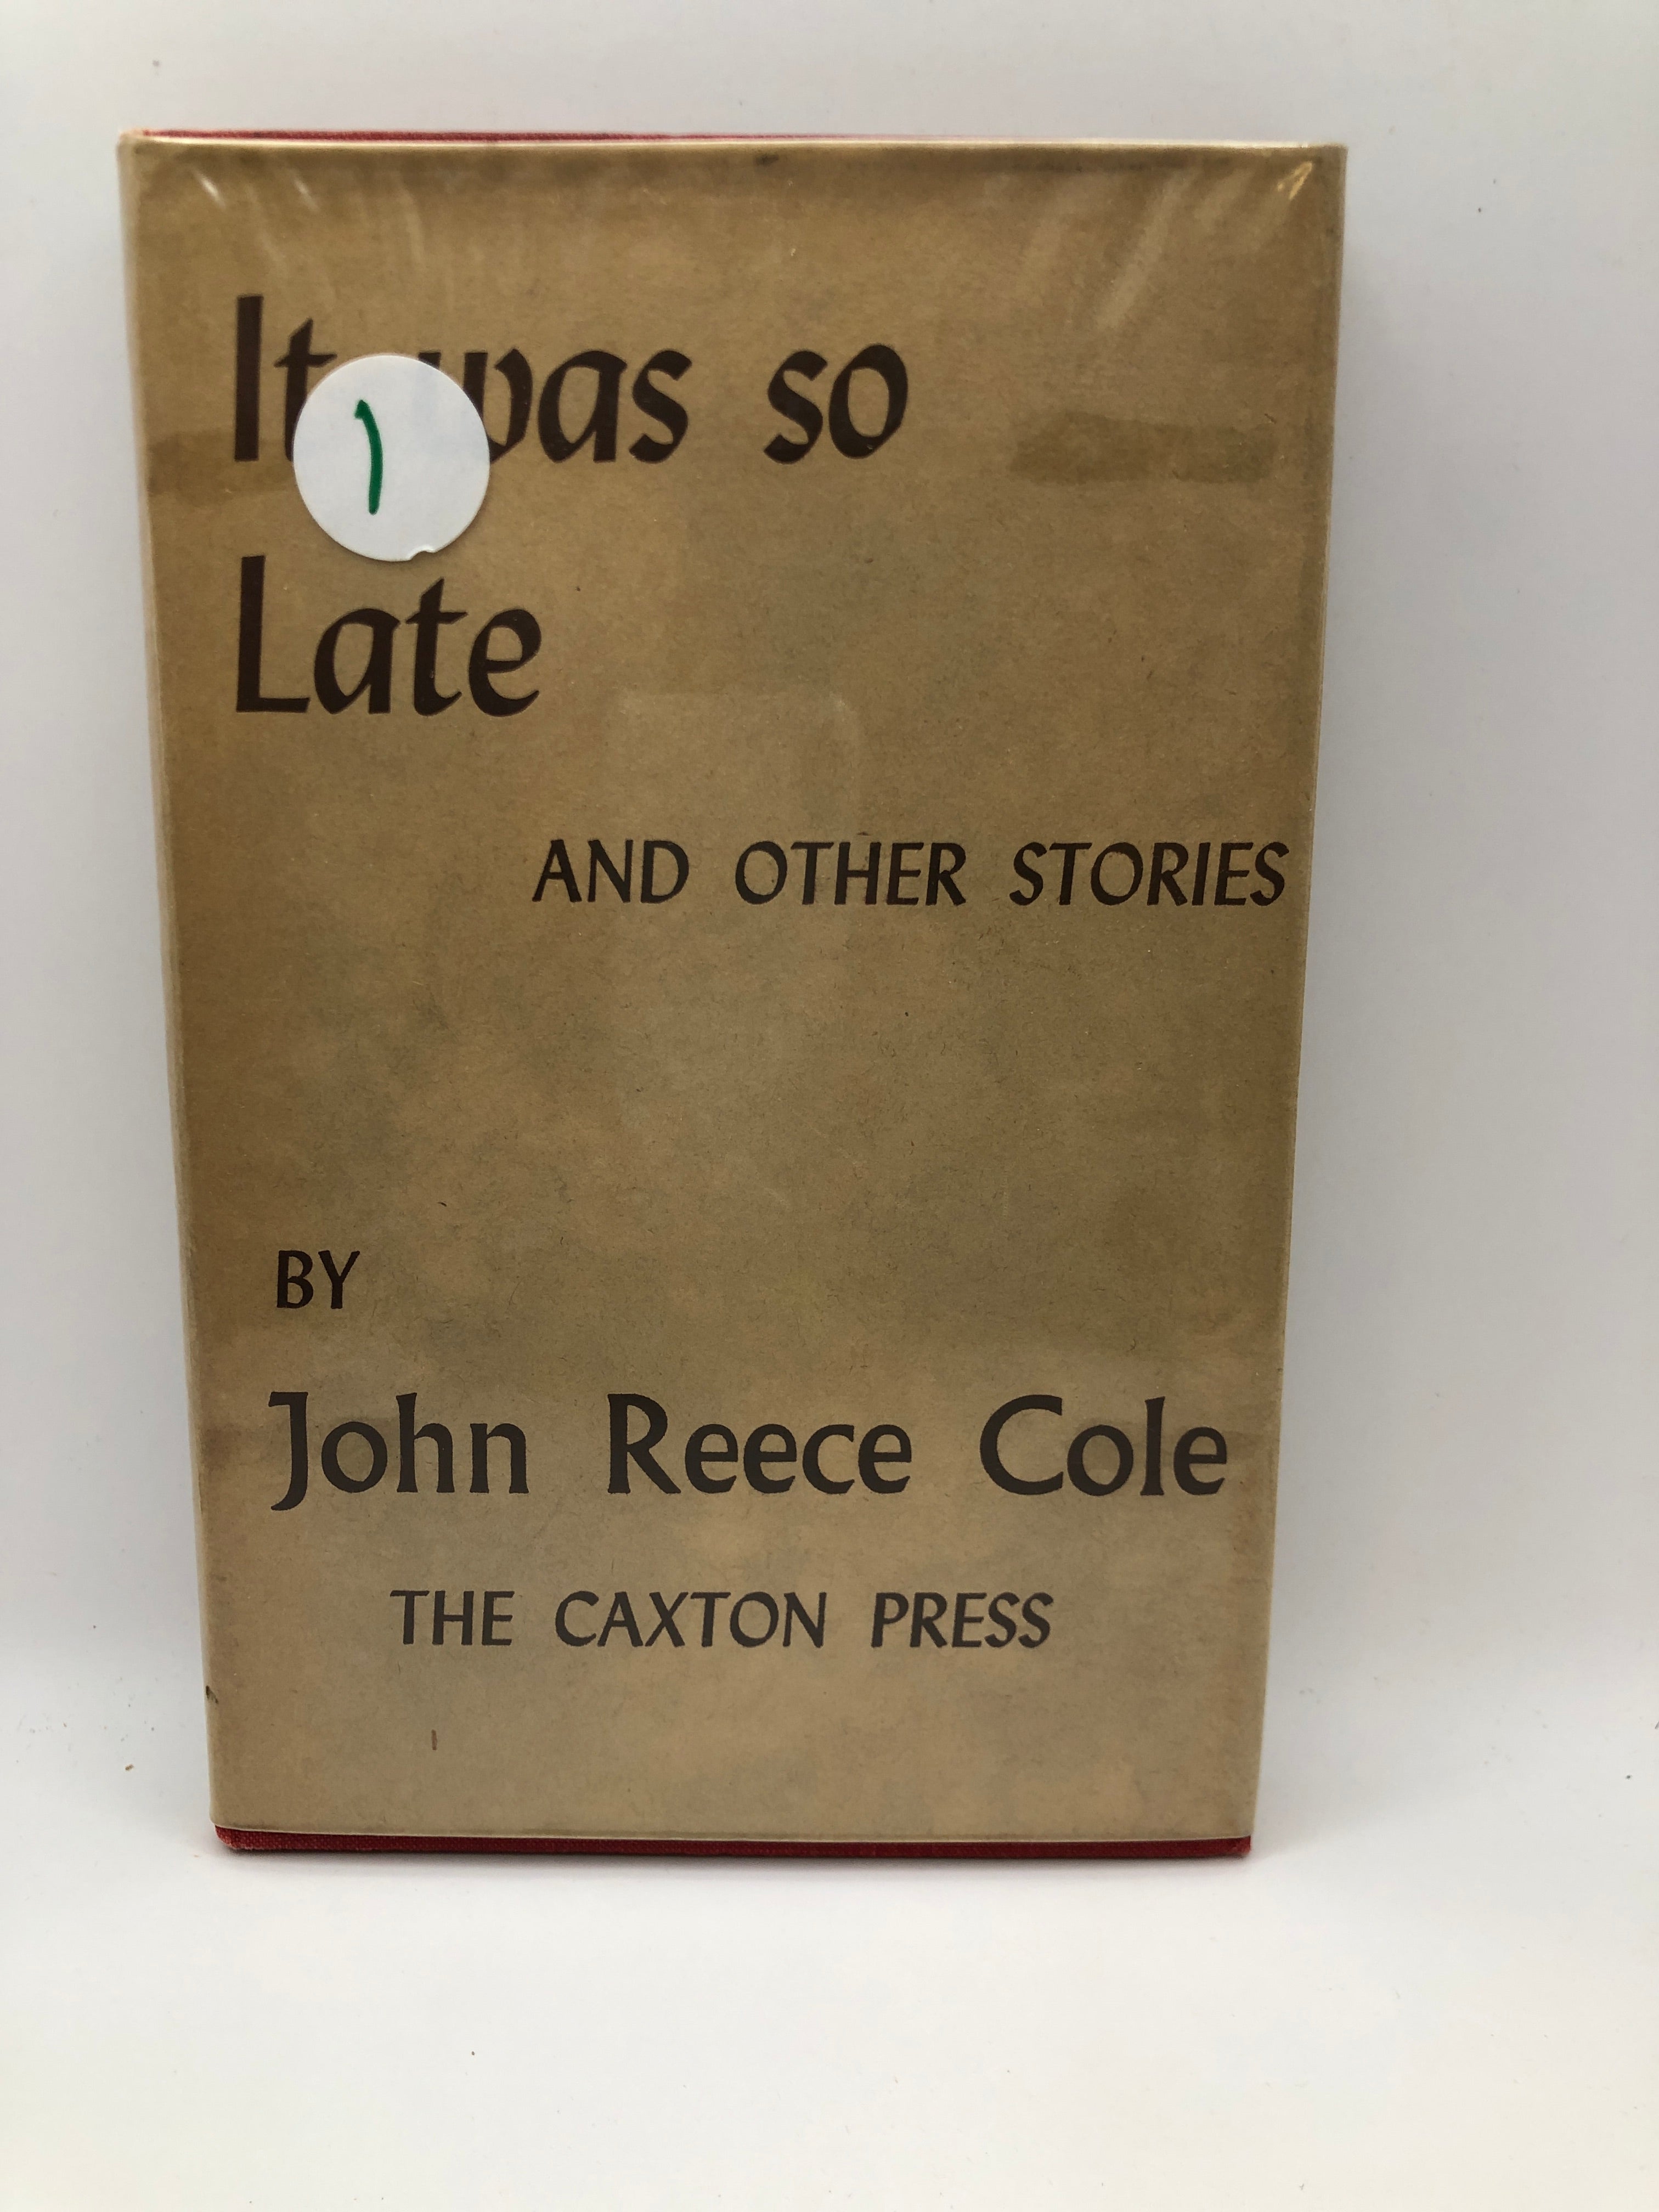 It was so
1
Late
AND OTHER STORIES
BY
John Reece Cole
THE CAXTON PRESS